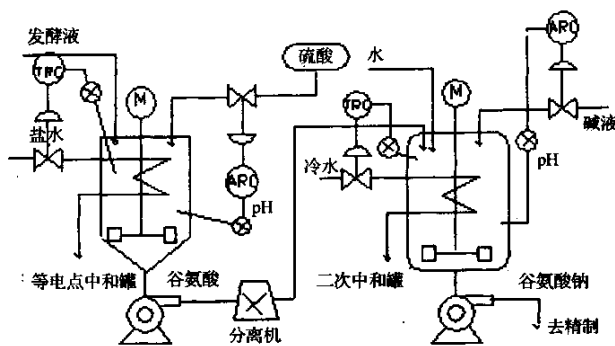 发酵液
TRC
M
硫酸
水
ARC
盐水
TRC
M
碱液
冷水
pH
ARC
pH
等电点中和罐
谷氨酸
二次中和罐
谷氨酸钠
分离机
去精制